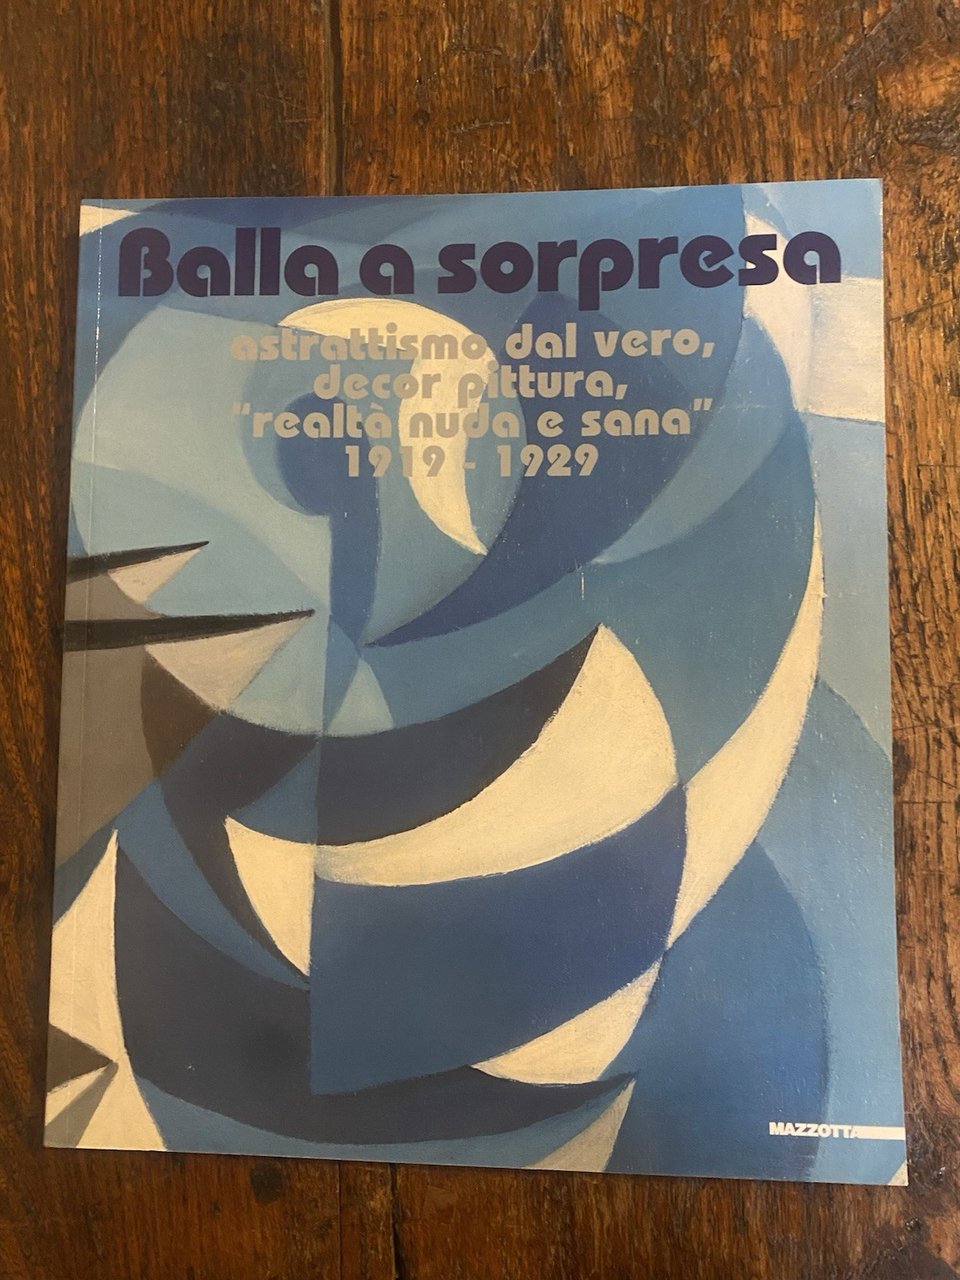 Balla a sorpresa
astrattismo dal vero,
decor pittura,
"realtà nuda e sana"
1919 - 1929
MAZZOTTA